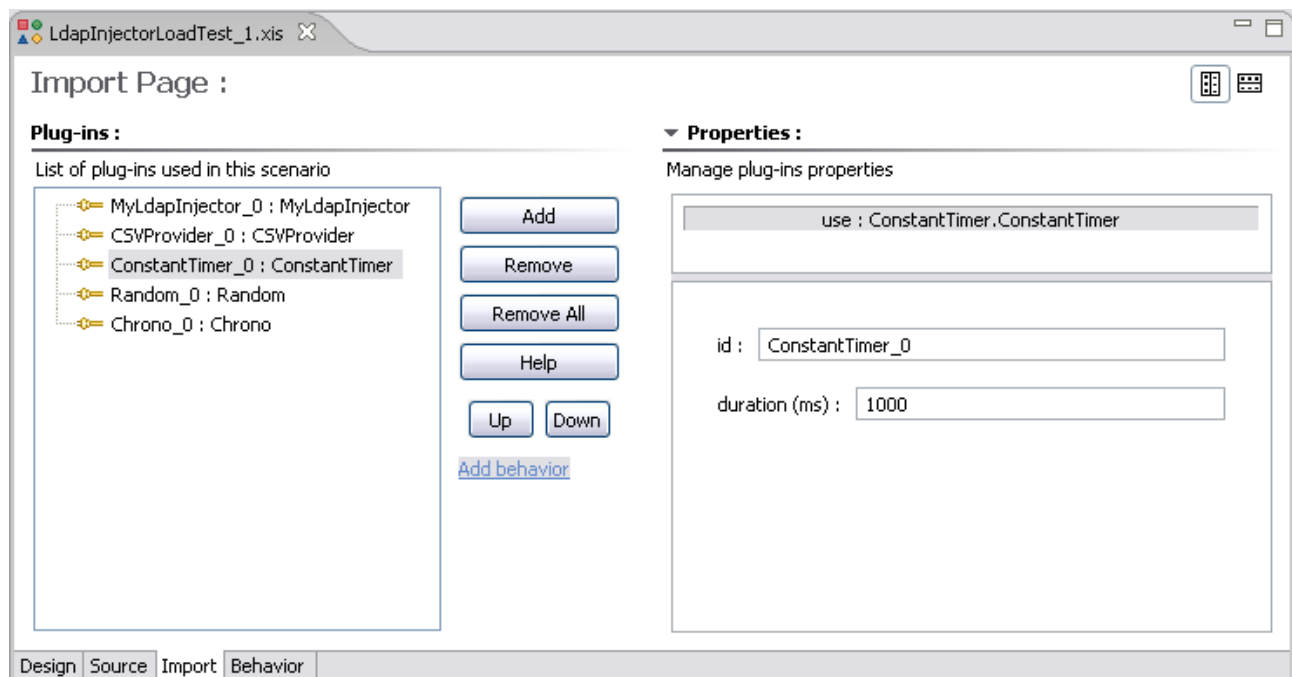 LdapInjectorLoadTest_1.xis
Import Page :
Plug-ins :
List of plug-ins used in this scenario
MyLdapInjector_0 : MyLdapInjector
CSVProvider_0 : CSVProvider
ConstantTimer_0 : ConstantTimer
Random_0 : Random
Chrono_0 : Chrono
Add
Remove
Remove All
Help
Up Down
Add behavior
Properties :
Manage plug-ins properties
use : ConstantTimer.ConstantTimer
id : ConstantTimer_0
duration (ms) : 1000
Design Source Import Behavior